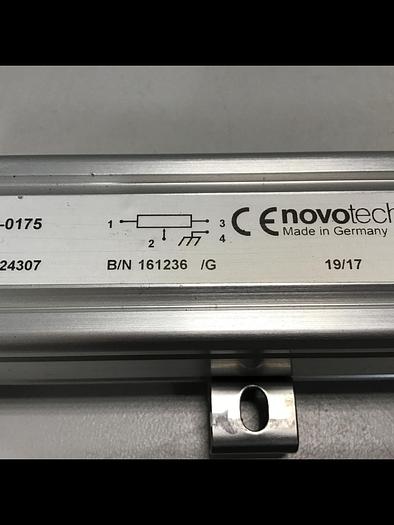 -0175
1 3
2 4
CE novotech
Made in Germany
24307 B/N 161236 /G 19/17